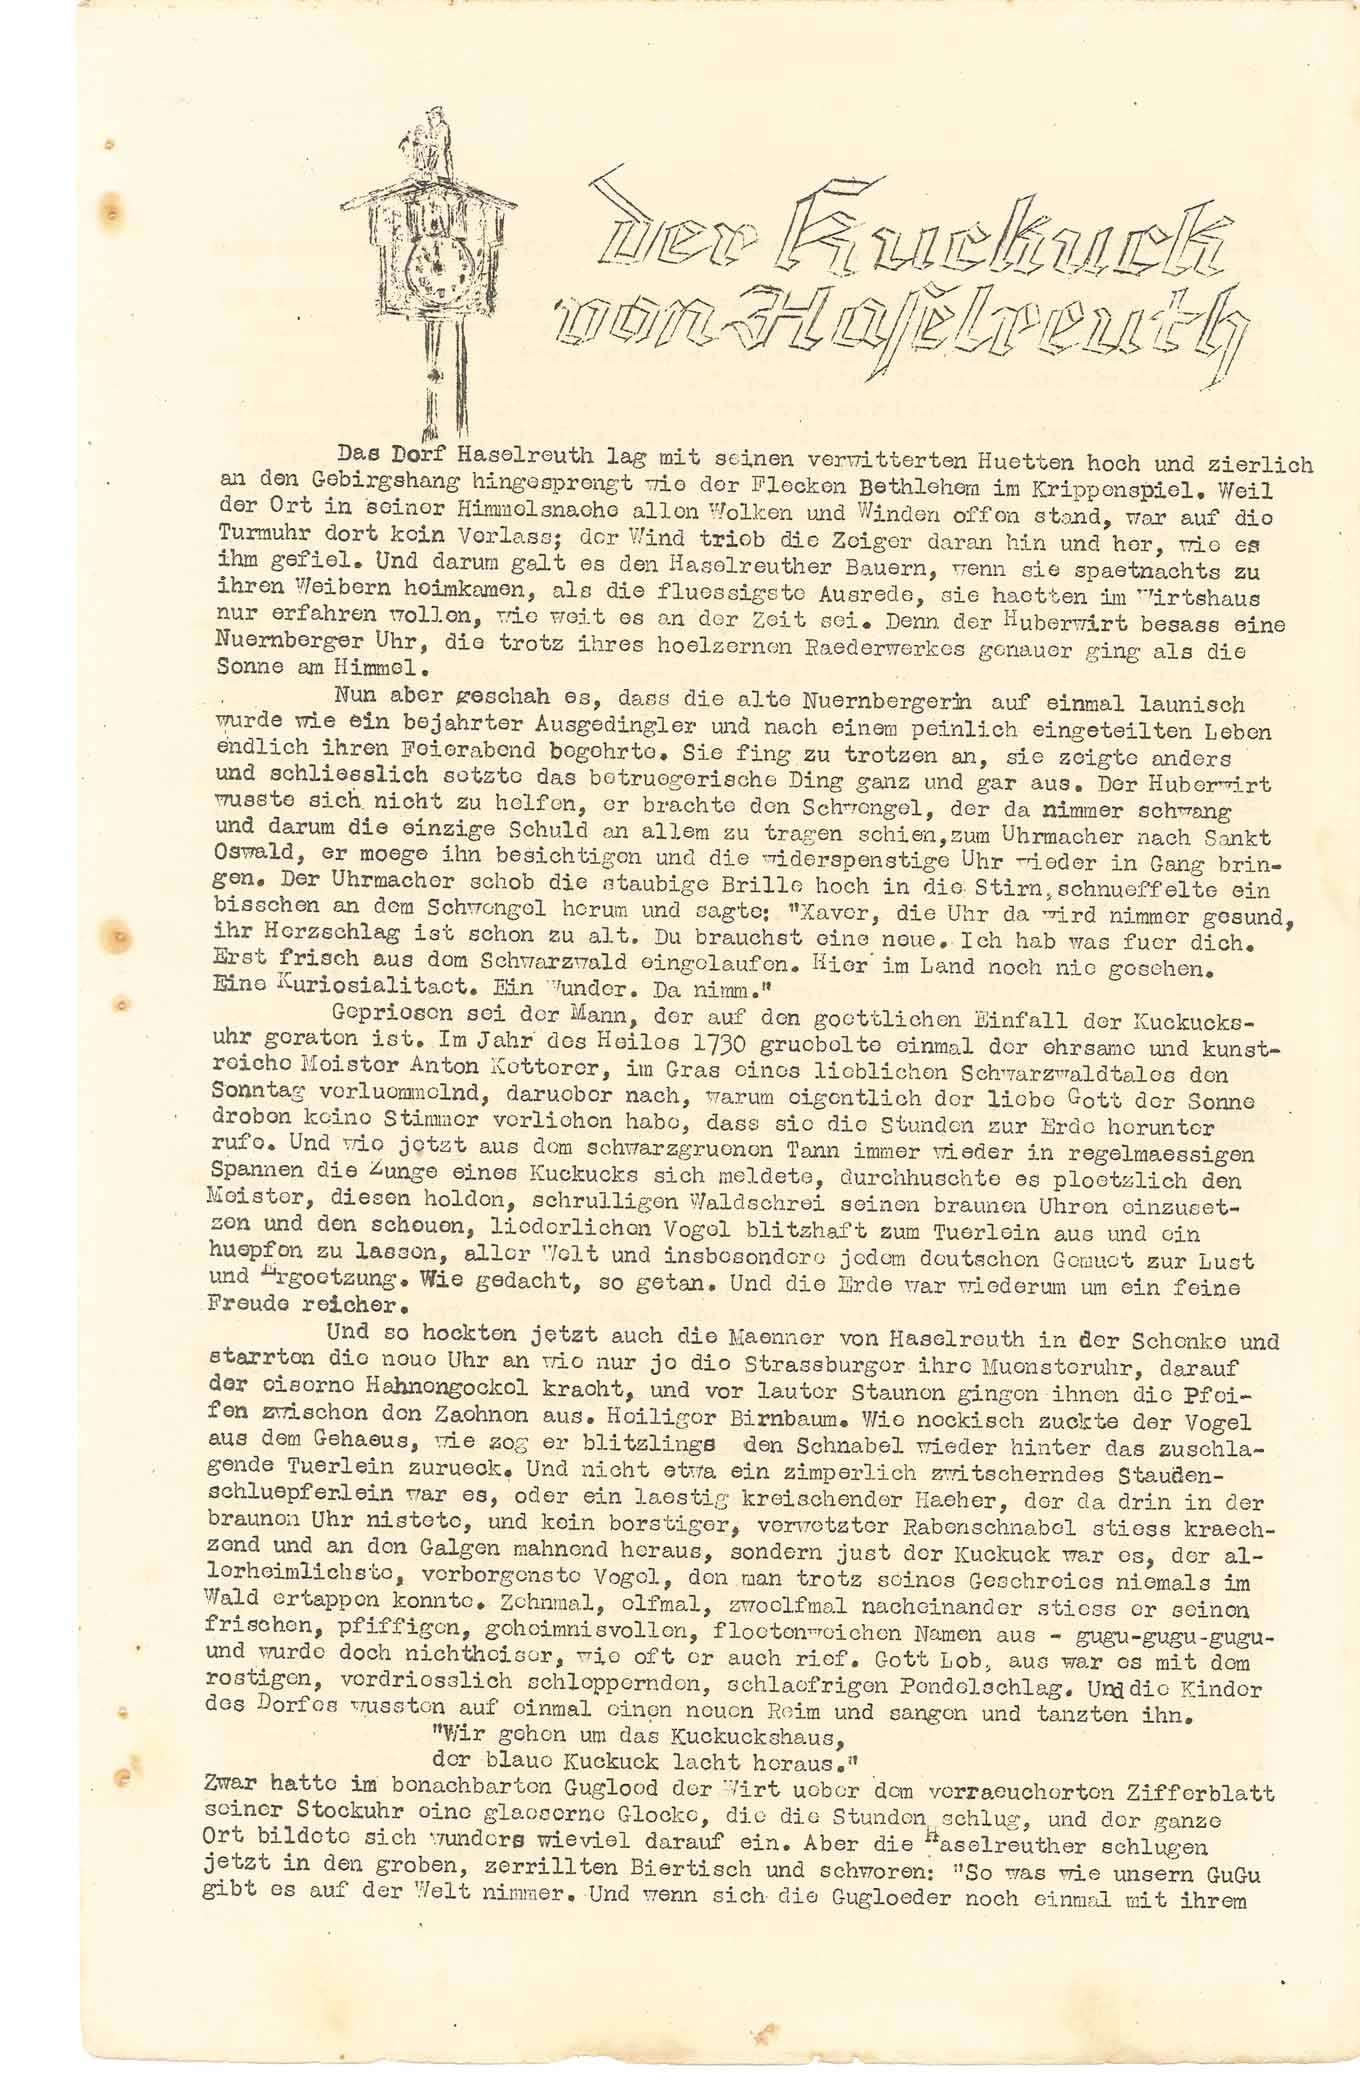 der Kuckuck
von Haselreuth
Das Dorf Haselreuth lag mit seinen verwitterten Huetten hoch und zierlich
an den Gebirgshang hingesprengt wie der Flecken Bethlehem im Krippenspiel. Weil
der Ort in seiner Himmelsnaehe allen Wolken und Winden offen stand, war auf die
Turmuhr dort kein Verlass; der Wind trieb die Zeiger daran hin und her, wie es
ihm gefiel. Und darum galt es den Haselreuther Bauern, wenn sie spaetnachts zu
ihren Weibern heimkamen, als die fluessigste Ausrede, sie haetten im Wirtshaus
nur erfahren wollen, wie weit es an der Zeit sei. Denn der Huberwirt besass eine
Nuernberger Uhr, die trotz ihres hoelzernen Raederwerkes genauer ging als die
Sonne am Himmel.
Nun aber geschah es, dass die alte Nuernbergerin auf einmal launisch
wurde wie ein bejahrter Ausgedingler und nach einem peinlich eingeteilten Leben
endlich ihren Feierabend begehrte. Sie fing zu trotzen an, sie zeigte anders
und schliesslich setzte das betruegerische Ding ganz und gar aus. Der Huberwirt
wusste sich nicht zu helfen, er brachte den Schwengel, der da nimmer schwang
und darum die einzige Schuld an allem zu tragen schien,zum Uhrmacher nach Sankt
Oswald, er moege ihn besichtigen und die widerspenstige Uhr wieder in Gang brin-
gen. Der Uhrmacher schob die staubige Brille hoch in die Stirn, schnueffelte ein
bisschen an dem Schwengel herum und sagte: "Xaver, die Uhr da wird nimmer gesund,
ihr Herzschlag ist schon zu alt. Du brauchst eine neue. Ich hab was fuer dich.
Erst frisch aus dem Schwarzwald eingelaufen. Hier im Land noch nie gesehen.
Eine Kuriosialitaet. Ein Wunder. Da nimm."
Gepriesen sei der Mann, der auf den goettlichen Einfall der Kuckucks-
uhr geraten ist. Im Jahr des Heiles 1730 gruebelte einmal der ehrsame und kunst-
reiche Meister Anton Ketterer, im Gras eines lieblichen Schwarzwaldtales den
Sonntag verluemmelnd, darueber nach, warum eigentlich der liebe Gott der Sonne
droben keine Stimmer verliehen habe, dass sie die Stunden zur Erde herunter
rufe. Und wie jetzt aus dem schwarzgruenen Tann immer wieder in regelmaessigen
Spannen die Zunge eines Kuckucks sich meldete, durchhuschte es ploetzlich den
Meister, diesen holden, schrulligen Waldschrei seinen braunen Uhren einzuset-
zen und den scheuen, liederlichen Vogel blitzhaft zum Tuerlein aus und ein
huepfen zu lassen, aller Welt und insbesondere jedem deutschen Gemuet zur Lust
und Ergoetzung. Wie gedacht, so getan. Und die Erde war wiederum um ein feine
Freude reicher.
Und so hockten jetzt auch die Maenner von Haselreuth in der Schenke und
starrten die neue Uhr an wie nur je die Strassburger ihre Muensteruhr, darauf
der eiserne Hahnengockel kraeht, und vor lauter Staunen gingen ihnen die Pfei-
fen zwischen den Zaehnen aus. Heiliger Birnbaum. Wie neckisch zuckte der Vogel
aus dem Gehaeus, wie zog er blitzlings den Schnabel wieder hinter das zuschla-
gende Tuerlein zurueck. Und nicht etwa ein zimperlich zwitscherndes Stauden-
schluepferlein war es, oder ein laestig kreischender Haeher, der da drin in der
braunen Uhr nistete, und kein borstiger, verwetzter Rabenschnabel stiess kraech-
zend und an den Galgen mahnend heraus, sondern just der Kuckuck war es, der al-
lerheimlichste, verborgenste Vogel, den man trotz seines Geschreies niemals im
Wald ertappen konnte. Zehnmal, elfmal, zwoelfmal nacheinander stiess er seinen
frischen, pfiffigen, geheimnisvollen, floetenweichen Namen aus - gugu-gugu-gugu-
und wurde doch nichtheiser, wie oft er auch rief. Gott Lob, aus war es mit dem
rostigen, verdriesslich schleppernden, schlaefrigen Pendelschlag. Und die Kinder
des Dorfes wussten auf einmal einen neuen Reim und sangen und tanzten ihn.
"Wir gehen um das Kuckuckshaus,
der blaue Kuckuck lacht heraus."
Zwar hatte im benachbarten Gugloed der Wirt ueber dem verraeucherten Zifferblatt
seiner Stockuhr eine glaeserne Glocke, die die Stunden schlug, und der ganze
Ort bildete sich wunders wieviel darauf ein. Aber die Haselreuther schlugen
jetzt in den groben, zerrillten Biertisch und schworen: "So was wie unsern GuGu
gibt es auf der Welt nimmer. Und wenn sich die Gugloeder noch einmal mit ihrem